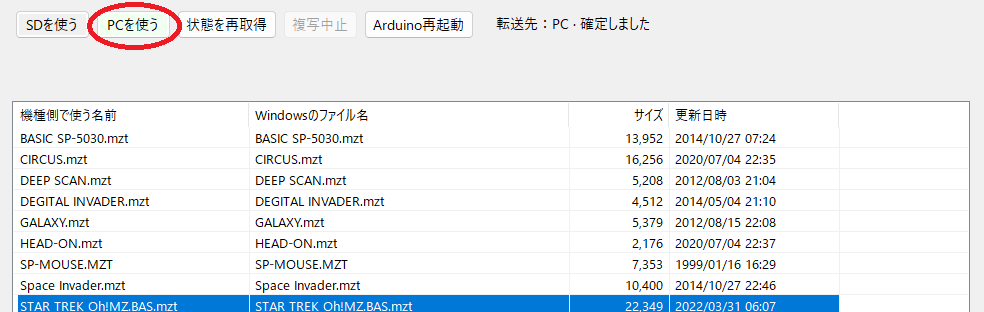 SDを使う PCを使う 状態を再取得 複写中止 Arduino再起動 転送先：PC・確定しました
機種側で使う名前 Windowsのファイル名 サイズ 更新日時
BASIC SP-5030.mzt BASIC SP-5030.mzt 13,952 2014/10/27 07:24
CIRCUS.mzt CIRCUS.mzt 16,256 2020/07/04 22:35
DEEP SCAN.mzt DEEP SCAN.mzt 5,208 2012/08/03 21:04
DEGITAL INVADER.mzt DEGITAL INVADER.mzt 4,512 2014/05/04 21:10
GALAXY.mzt GALAXY.mzt 5,379 2012/08/15 22:08
HEAD-ON.mzt HEAD-ON.mzt 2,176 2020/07/04 22:37
SP-MOUSE.MZT SP-MOUSE.MZT 7,353 1999/01/16 16:29
Space Invader.mzt Space Invader.mzt 10,400 2014/10/27 22:46
STAR TREK Oh!MZ.BAS.mzt STAR TREK Oh!MZ.BAS.mzt 22,349 2022/03/31 06:07